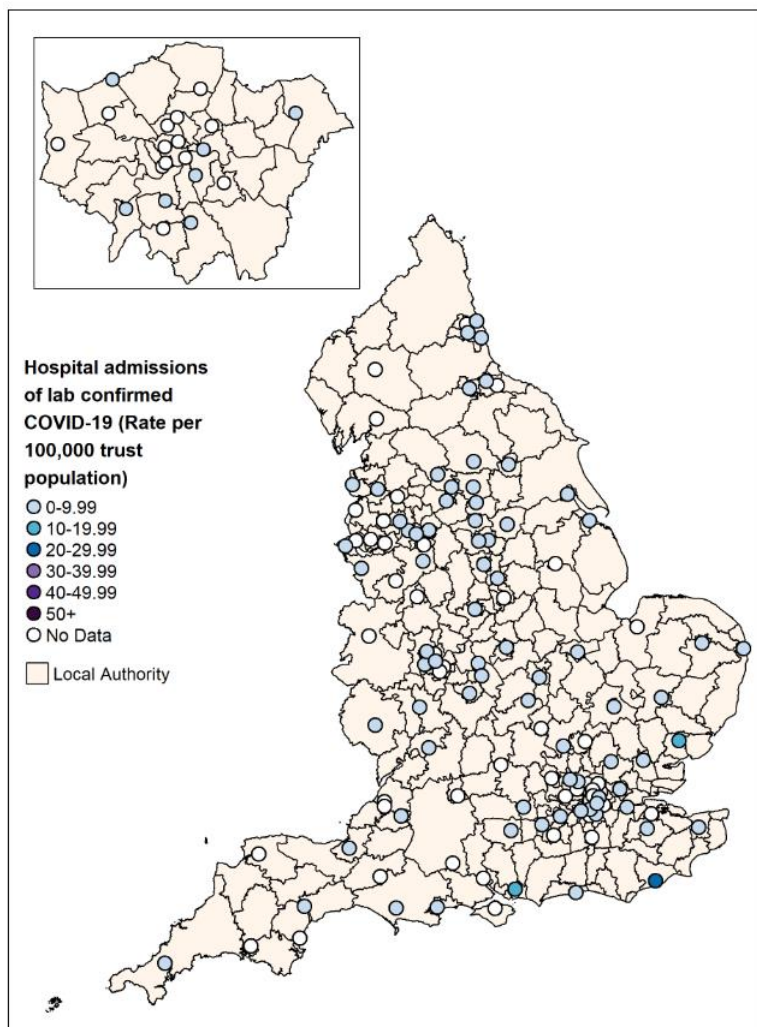 Hospital admissions
of lab confirmed
COVID-19 (Rate per
100,000 trust
population)
0-9.99
10-19.99
20-29.99
30-39.99
40-49.99
50+
No Data
Local Authority